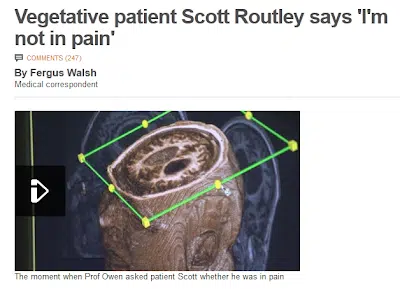 Vegetative patient Scott Routley says 'I'm
not in pain'
COMMENTS (247)
By Fergus Walsh
Medical correspondent
The moment when Prof Owen asked patient Scott whether he was in pain